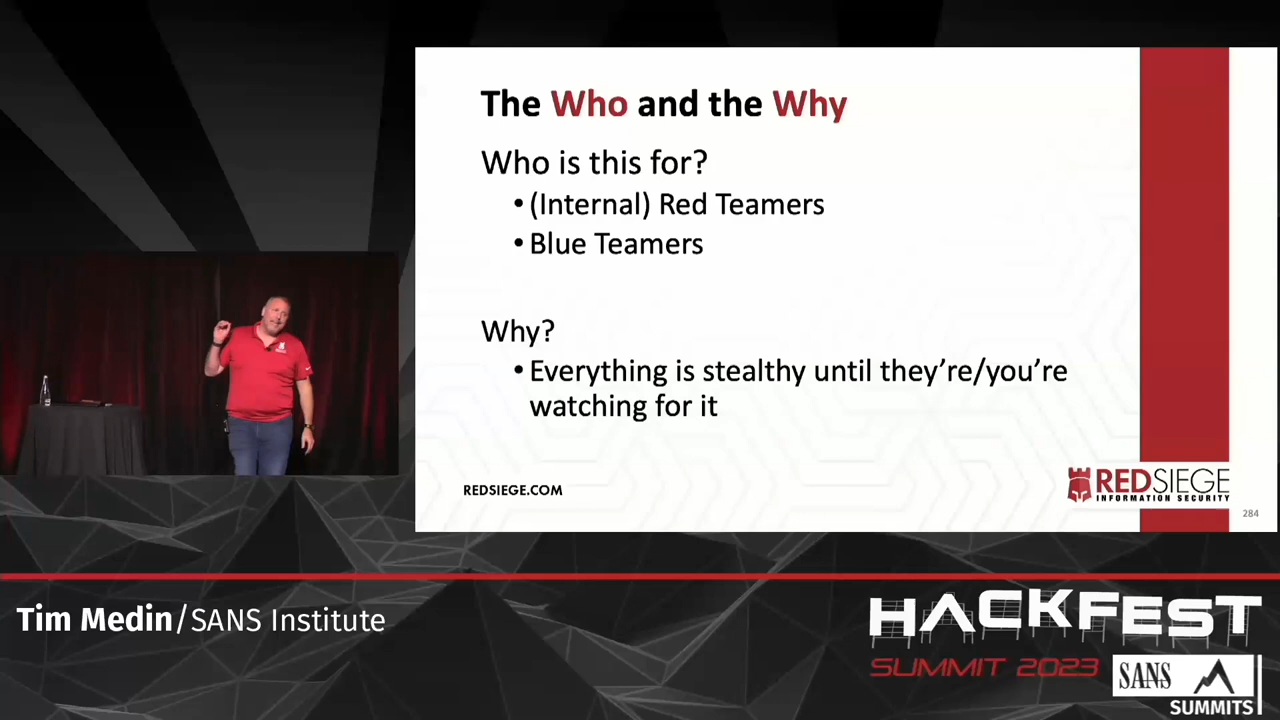 The Who and the Why
Who is this for?
• (Internal) Red Teamers
• Blue Teamers
Why?
• Everything is stealthy until they're/you're
watching for it
REDSIEGE.COM
REDSIEGE
INFORMATION SECURITY
284
Tim Medin/SANS Institute
HACKFEST
SUMMIT 2023
SANS
SUMMITS